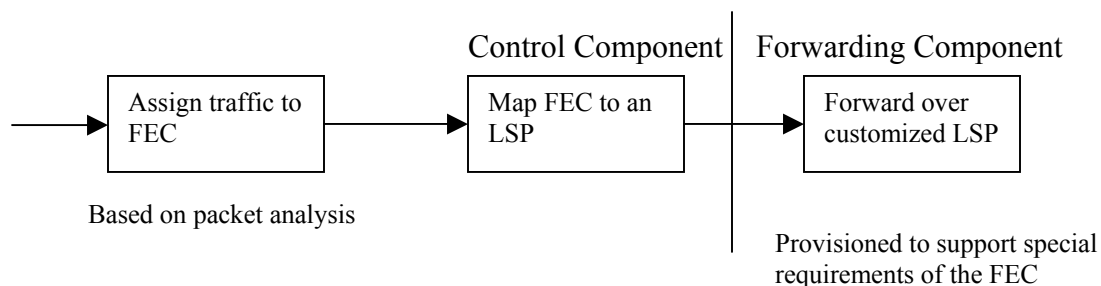 Control Component
Forwarding Component
Assign traffic to
FEC
Map FEC to an
LSP
Forward over
customized LSP
Based on packet analysis
Provisioned to support special
requirements of the FEC